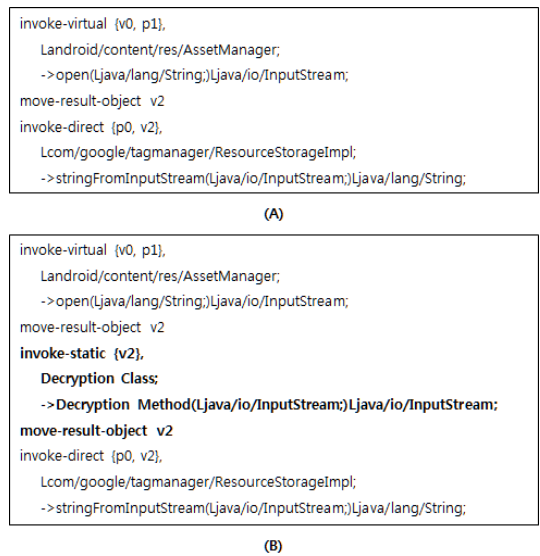 invoke-virtual {v0, p1},
Landroid/content/res/AssetManager;
->open(Ljava/lang/String;)Ljava/io/InputStream;
move-result-object v2
invoke-direct {p0, v2},
Lcom/google/tagmanager/ResourceStorageImpl;
->stringFromInputStream(Ljava/io/InputStream;)Ljava/lang/String;
(A)
invoke-virtual {v0, p1},
Landroid/content/res/AssetManager;
->open(Ljava/lang/String;)Ljava/io/InputStream;
move-result-object v2
invoke-static {v2},
Decryption Class;
->Decryption Method(Ljava/io/InputStream;)Ljava/io/InputStream;
move-result-object v2
invoke-direct {p0, v2},
Lcom/google/tagmanager/ResourceStorageImpl;
->stringFromInputStream(Ljava/io/InputStream;)Ljava/lang/String;
(B)